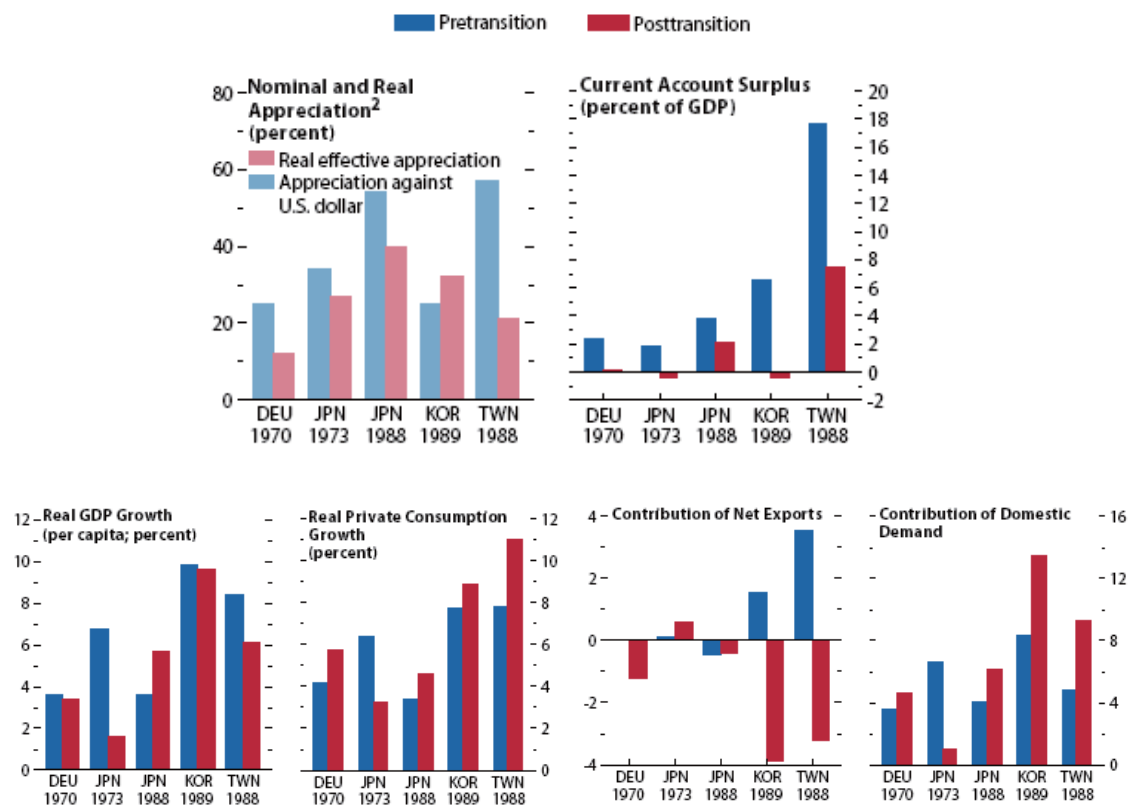 Pretransition Posttransition
Nominal and Real
Appreciation2
(percent)
Real effective appreciation
Appreciation against
U.S. dollar
80
60
40
20
0
DEU JPN JPN KOR TWN
1970 1973 1988 1989 1988
Current Account Surplus
(percent of GDP)
20
18
16
14
12
10
8
6
4
2
0
-2
DEU JPN JPN KOR TWN
1970 1973 1988 1989 1988
Real GDP Growth
(per capita; percent)
12
10
8
6
4
2
0
DEU JPN JPN KOR TWN
1970 1973 1988 1989 1988
Real Private Consumption
Growth
(percent)
12
10
8
6
4
2
0
DEU JPN JPN KOR TWN
1970 1973 1988 1989 1988
Contribution of Net Exports
4
2
0
-2
-4
DEU JPN JPN KOR TWN
1970 1973 1988 1989 1988
Contribution of Domestic
Demand
16
12
8
4
0
DEU JPN JPN KOR TWN
1970 1973 1988 1989 1988